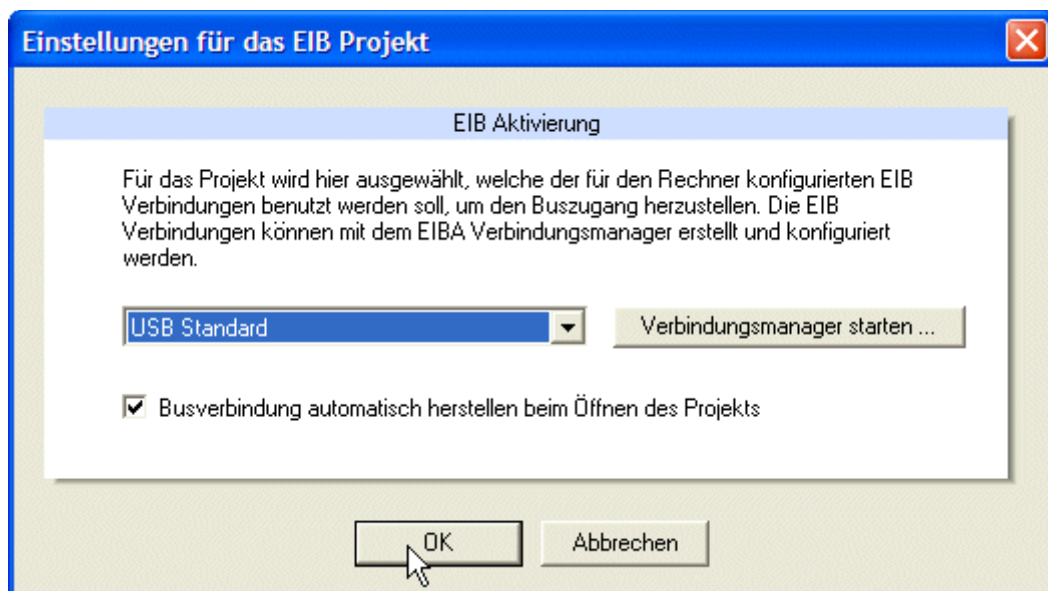 Einstellungen für das EIB Projekt
EIB Aktivierung
Für das Projekt wird hier ausgewählt, welche der für den Rechner konfigurierten EIB
Verbindungen benutzt werden soll, um den Buszugang herzustellen. Die EIB
Verbindungen können mit dem EIBA Verbindungsmanager erstellt und konfiguriert
werden.
USB Standard
Verbindungsmanager starten ...
Busverbindung automatisch herstellen beim Öffnen des Projekts
OK
Abbrechen